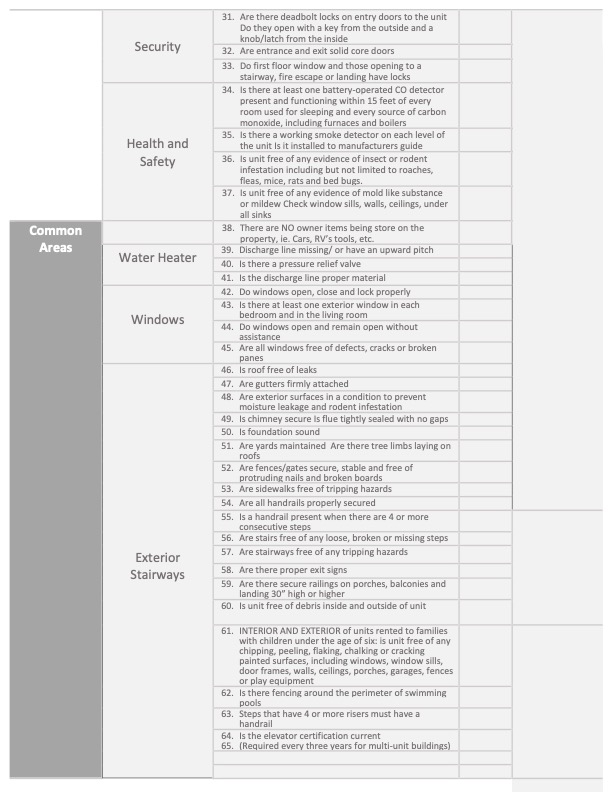 Security
31. Are there deadbolt locks on entry doors to the unit
Do they open with a key from the outside and a
knob/latch from the inside
32. Are entrance and exit solid core doors
33. Do first floor window and those opening to a
stairway, fire escape or landing have locks
Health and
Safety
34. Is there at least one battery-operated CO detector
present and functioning within 15 feet of every
room used for sleeping and every source of carbon
monoxide, including furnaces and boilers
35. Is there a working smoke detector on each level of
the unit is it installed to manufacturers guide
36. Is unit free of any evidence of insect or rodent
infestation including but not limited to roaches,
fleas, mice, rats and bed bugs.
37. Is unit free of any evidence of mold like substance
or mildew Check window sills, walls, ceilings, under
all sinks
Common
Areas
38. There are NO owner items being store on the
property, ie. Cars, RV's tools, etc.
Water Heater
39. Discharge line missing/ or have an upward pitch
40. Is there a pressure relief valve
41. Is the discharge line proper material
Windows
42. Do windows open, close and lock properly
43. Is there at least one exterior window in each
bedroom and in the living room
44. Do windows open and remain open without
assistance
45. Are all windows free of defects, cracks or broken
panes
Exterior
Stairways
46. Is roof free of leaks
47. Are gutters firmly attached
48. Are exterior surfaces in a condition to prevent
moisture leakage and rodent infestation
49. Is chimney secure Is flue tightly sealed with no gaps
50. Is foundation sound
51. Are yards maintained Are there tree limbs laying on
roofs
52. Are fences/gates secure, stable and free of
protruding nails and broken boards
53. Are sidewalks free of tripping hazards
54. Are all handrails properly secured
55. Is a handrail present when there are 4 or more
consecutive steps
56. Are stairs free of any loose, broken or missing steps
57. Are stairways free of any tripping hazards
58. Are there proper exit signs
59. Are there secure railings on porches, balconies and
landing 30" high or higher
60. Is unit free of debris inside and outside of unit
61. INTERIOR AND EXTERIOR of units rented to families
with children under the age of six: is unit free of any
chipping, peeling, flaking, chalking or cracking
painted surfaces, including windows, window sills,
door frames, walls, ceilings, porches, garages, fences
or play equipment
62. Is there fencing around the perimeter of swimming
pools
63. Steps that have 4 or more risers must have a
handrail
64. Is the elevator certification current
65. (Required every three years for multi-unit buildings)